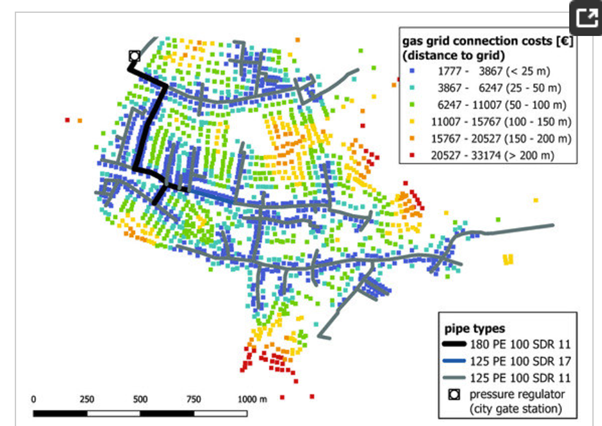 gas grid connection costs [€]
(distance to grid)
1777 - 3867 (< 25 m)
3867 - 6247 (25 - 50 m)
6247 - 11007 (50 - 100 m)
11007 - 15767 (100 - 150 m)
15767 - 20527 (150 - 200 m)
20527 - 33174 (> 200 m)
pipe types
180 PE 100 SDR 11
125 PE 100 SDR 17
125 PE 100 SDR 11
pressure regulator
(city gate station)
0 250 500 750 1000 m